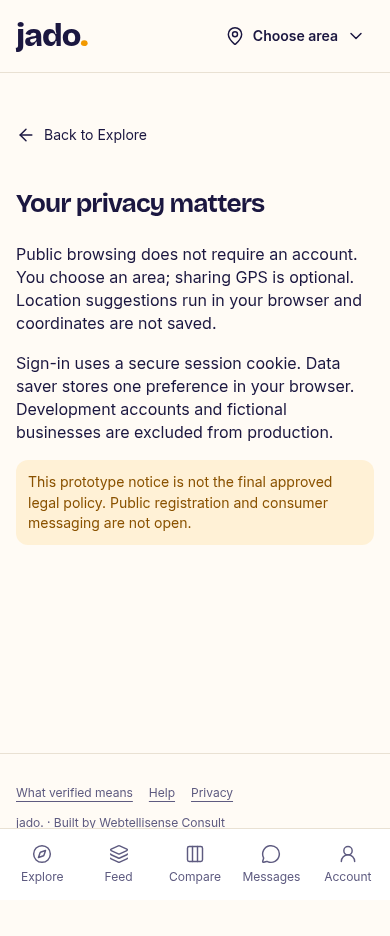 jado.
Choose area
Back to Explore
Your privacy matters
Public browsing does not require an account.
You choose an area; sharing GPS is optional.
Location suggestions run in your browser and
coordinates are not saved.
Sign-in uses a secure session cookie. Data
saver stores one preference in your browser.
Development accounts and fictional
businesses are excluded from production.
This prototype notice is not the final approved
legal policy. Public registration and consumer
messaging are not open.
What verified means Help Privacy
jado. · Built by Webtellisense Consult
Explore Feed Compare Messages Account